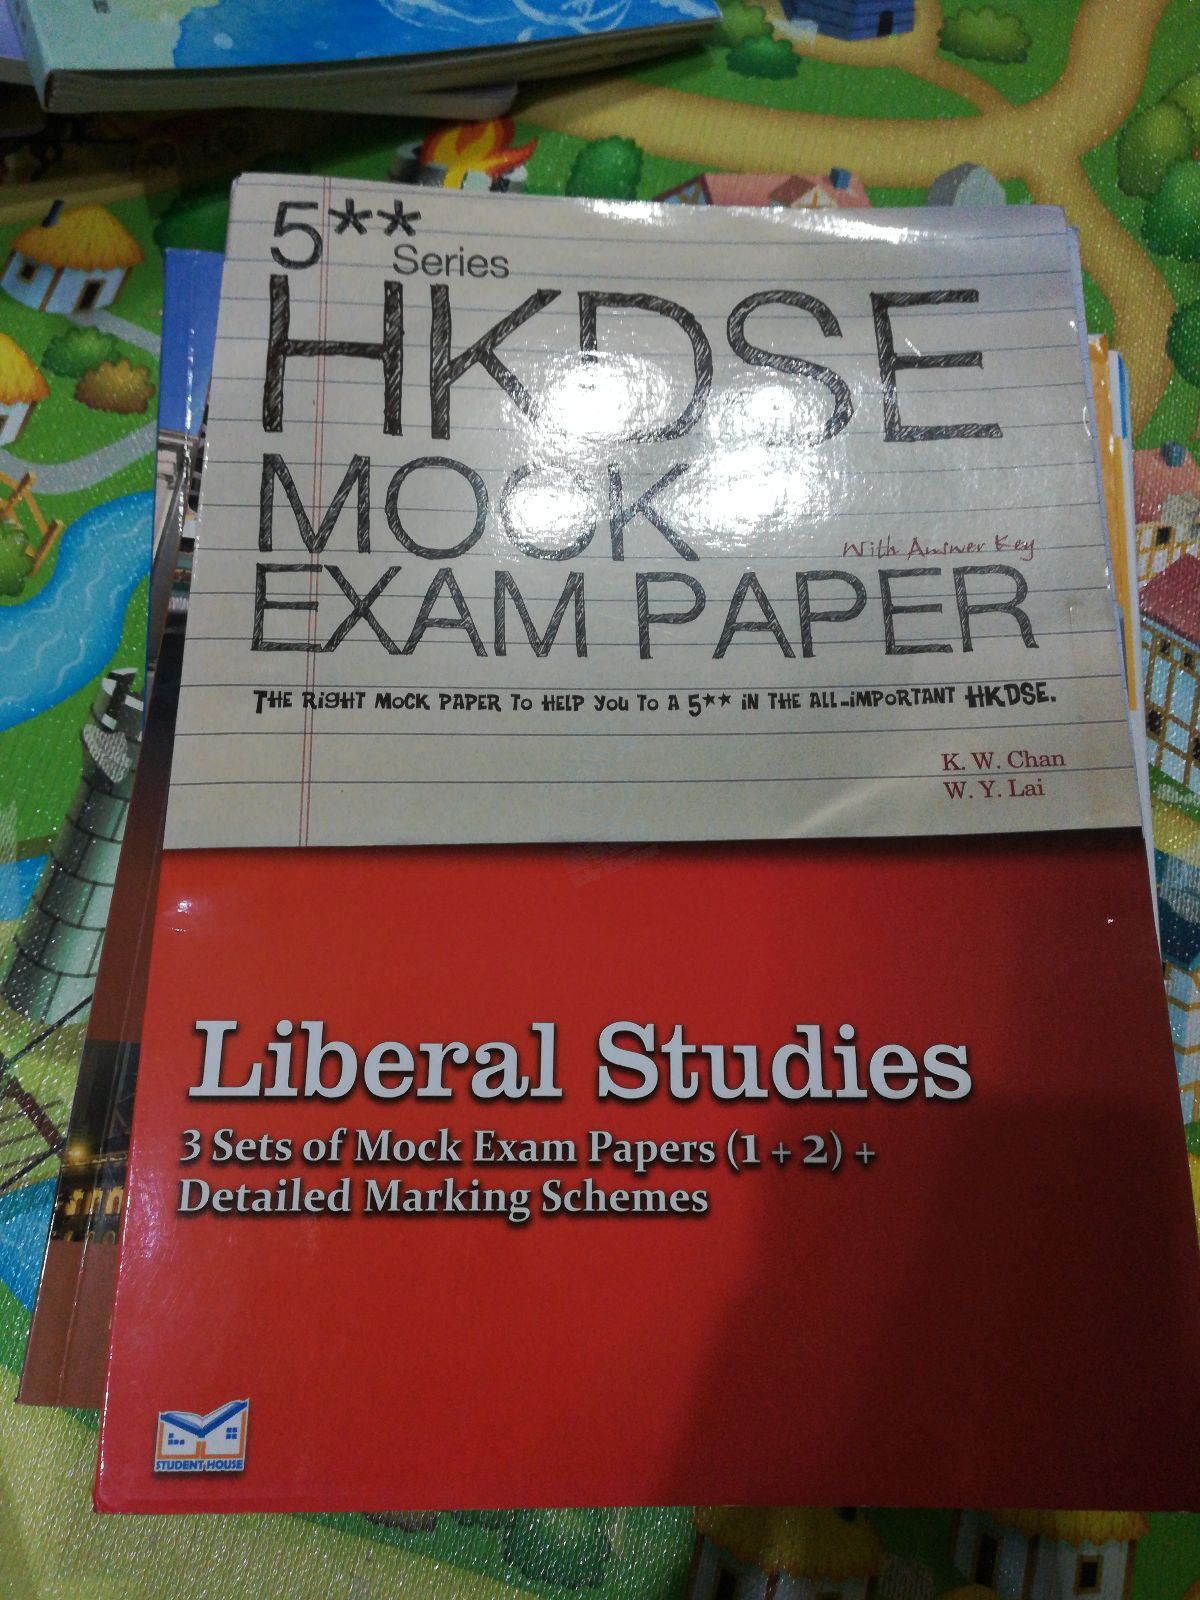 5**
Series
HKDSE
MOCK
With Answer Key
EXAM PAPER
THE RiGHT MOCK PAPER TO HELP YOU TO A 5** iN THE ALL-iMPORTANT HKDSE.
K. W. Chan
W. Y. Lai
Liberal Studies
3 Sets of Mock Exam Papers (1 + 2) +
Detailed Marking Schemes
STUDENT HOUSE